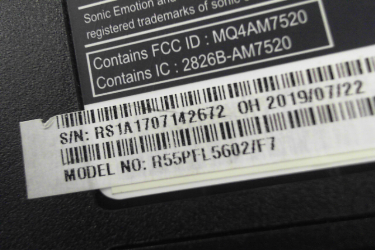 Sonic Emotion and
registered trademarks of sonic
Contains FCC ID : MQ4AM7520
Contains IC : 2826B-AM7520
S/N: RS1A1707142672 OH 2019/07/22
MODEL NO: R55PFL5602/F7